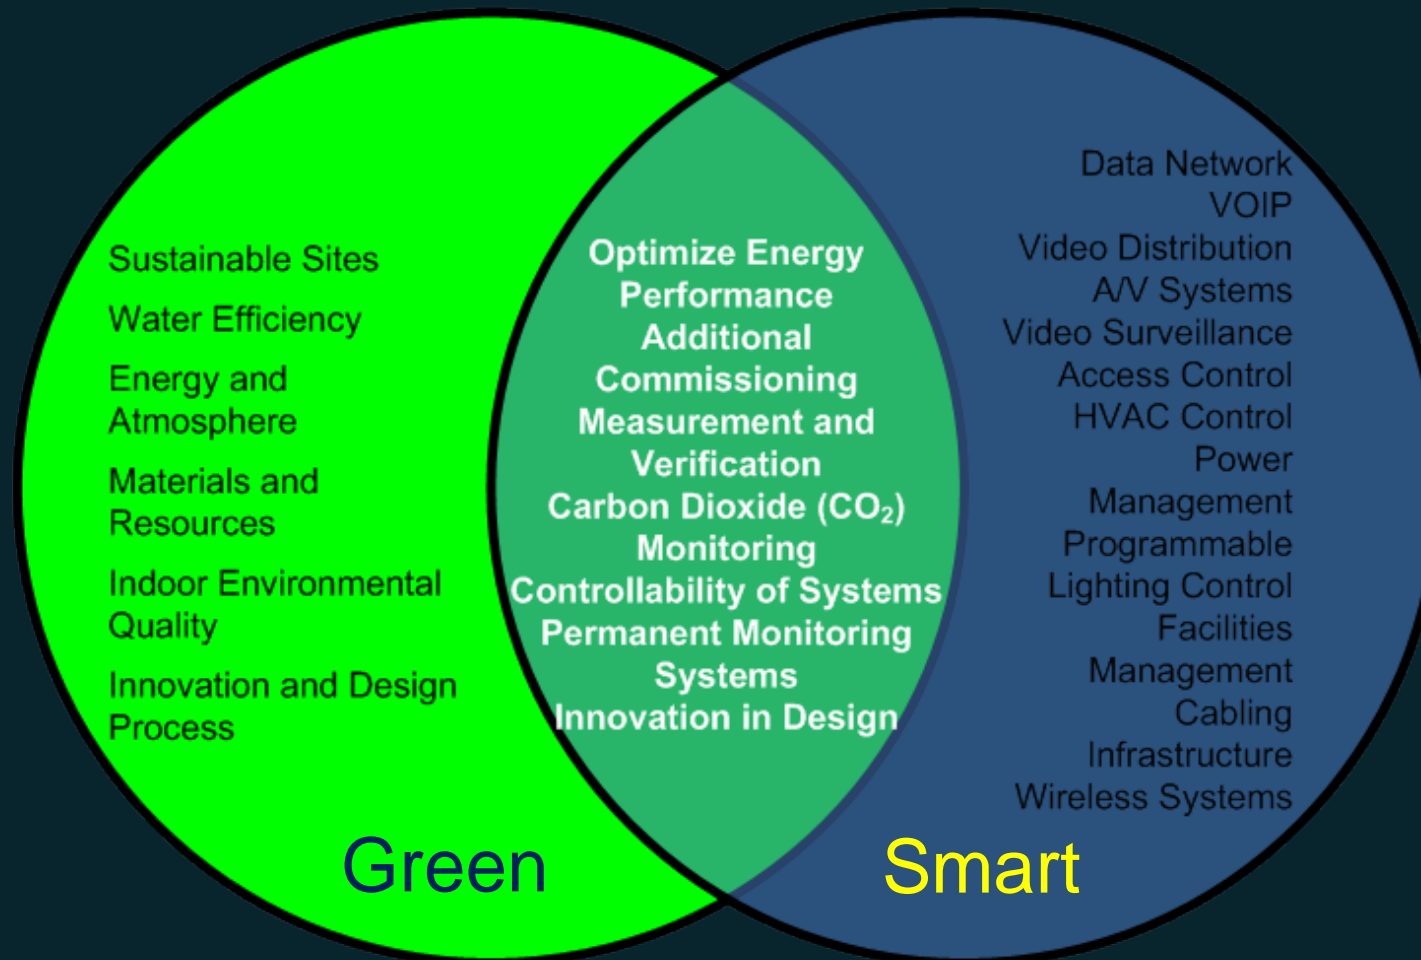 Sustainable Sites
Water Efficiency
Energy and
Atmosphere
Materials and
Resources
Indoor Environmental
Quality
Innovation and Design
Process
Green
Optimize Energy
Performance
Additional
Commissioning
Measurement and
Verification
Carbon Dioxide (CO₂)
Monitoring
Controllability of Systems
Permanent Monitoring
Systems
Innovation in Design
Data Network
VOIP
Video Distribution
A/V Systems
Video Surveillance
Access Control
HVAC Control
Power
Management
Programmable
Lighting Control
Facilities
Management
Cabling
Infrastructure
Wireless Systems
Smart